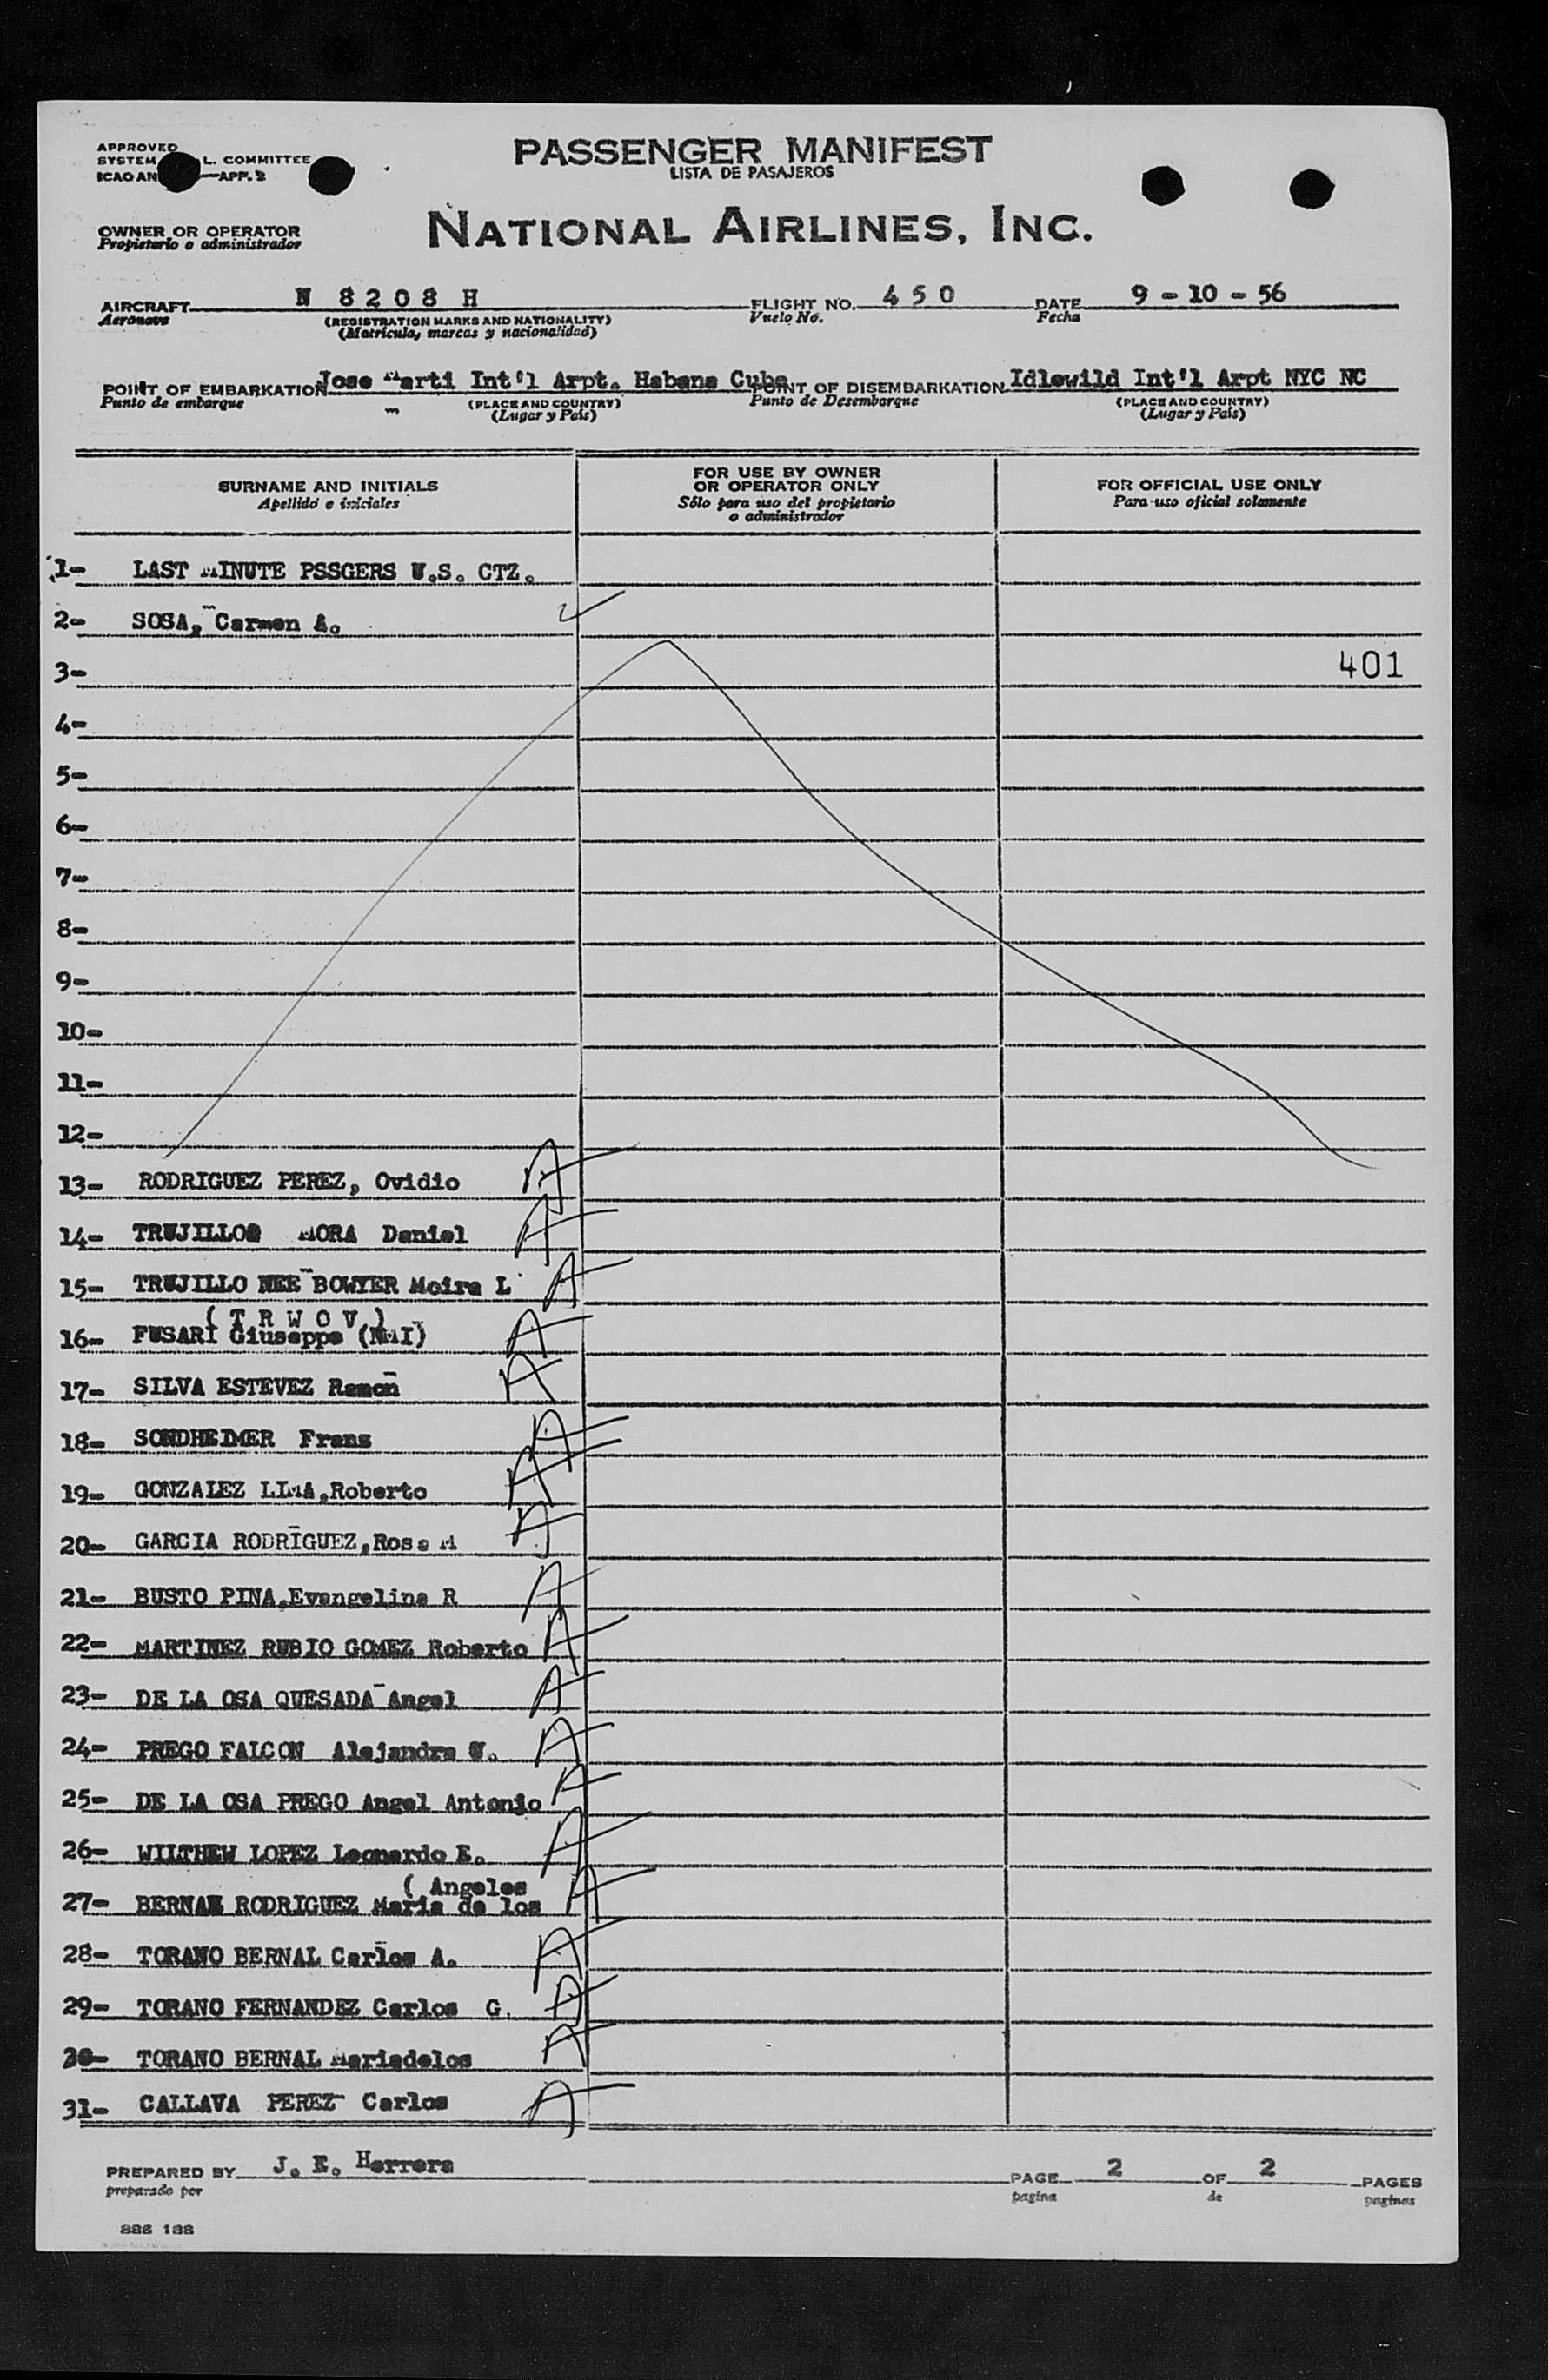 APPROVED
SYSTEM L. COMMITTEE
ICAO AN —APP. 2
PASSENGER MANIFEST
LISTA DE PASAJEROS
OWNER OR OPERATOR
Propietario o administrador
NATIONAL AIRLINES, INC.
AIRCRAFT N 8208 H FLIGHT NO. 450 DATE 9-10-56
Aeronave (REGISTRATION MARKS AND NATIONALITY) Vuelo No. Fecha
(Matrícula, marcas y nacionalidad)
POINT OF EMBARKATION Jose Marti Int'l Arpt. Habana Cuba POINT OF DISEMBARKATION Idlewild Int'l Arpt NYC NC
Punto de embarque (PLACE AND COUNTRY) Punto de Desembarque (PLACE AND COUNTRY)
(Lugar y País) (Lugar y País)
SURNAME AND INITIALS
Apellido e iniciales
FOR USE BY OWNER
OR OPERATOR ONLY
Sólo para uso del propietario
o administrador
FOR OFFICIAL USE ONLY
Para uso oficial solamente
1- LAST MINUTE PSSGERS U.S. CTZ.
2- SOSA, Carmen A.
3- 401
4-
5-
6-
7-
8-
9-
10-
11-
12-
13- RODRIGUEZ PEREZ, Ovidio A
14- TRUJILLO MORA Daniel A
15- TRUJILLO NEE BOWYER Moira L A
( T R W O V )
16- FUSARI Giuseppe (NMI) A
17- SILVA ESTEVEZ Ramon A
18- SONDHEIMER Frans A
19- GONZALEZ LIMA, Roberto A
20- GARCIA RODRIGUEZ, Rosa M A
21- BUSTO PINA, Evangelina R A
22- MARTINEZ RUBIO GOMEZ Roberto A
23- DE LA OSA QUESADA Angel A
24- PREGO FALCON Alejandra W. A
25- DE LA OSA PREGO Angel Antonio A
26- WILTHEW LOPEZ Leonardo E. A
( Angeles
27- BERNAL RODRIGUEZ Maria de los A
28- TORANO BERNAL Carlos A. A
29- TORANO FERNANDEZ Carlos G. A
30- TORANO BERNAL Mariadelos A
31- CALLAVA PEREZ Carlos A
PREPARED BY J. E. Herrera PAGE 2 OF 2 PAGES
preparado por pagina de paginas
886 188